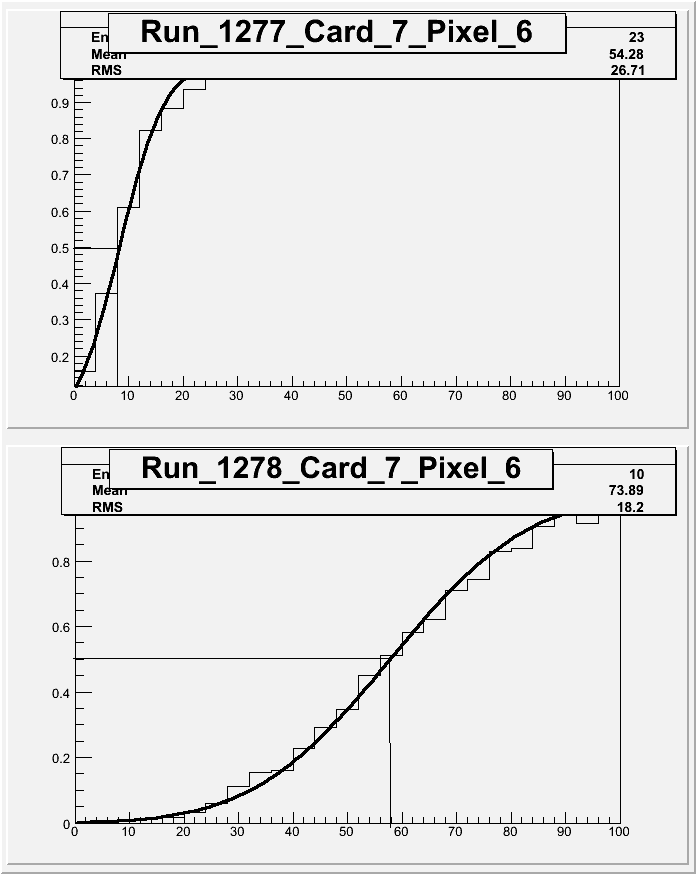 Run_1277_Card_7_Pixel_6
En 23
Mean 54.28
RMS 26.71
0.9
0.8
0.7
0.6
0.5
0.4
0.3
0.2
0 10 20 30 40 50 60 70 80 90 100
Run_1278_Card_7_Pixel_6
En 10
Mean 73.89
RMS 18.2
0.8
0.6
0.4
0.2
0
0 10 20 30 40 50 60 70 80 90 100